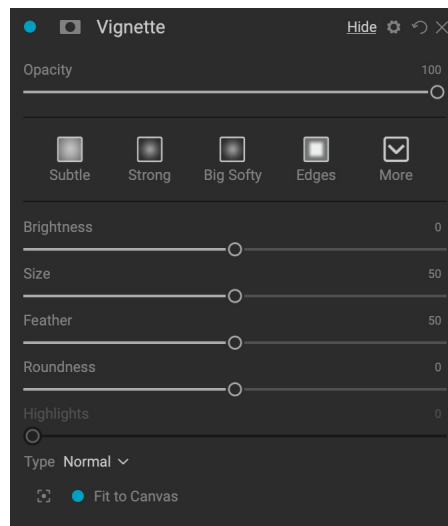 Vignette Hide
Opacity 100
Subtle Strong Big Softy Edges More
Brightness 0
Size 50
Feather 50
Roundness 0
Highlights 0
Type Normal
Fit to Canvas